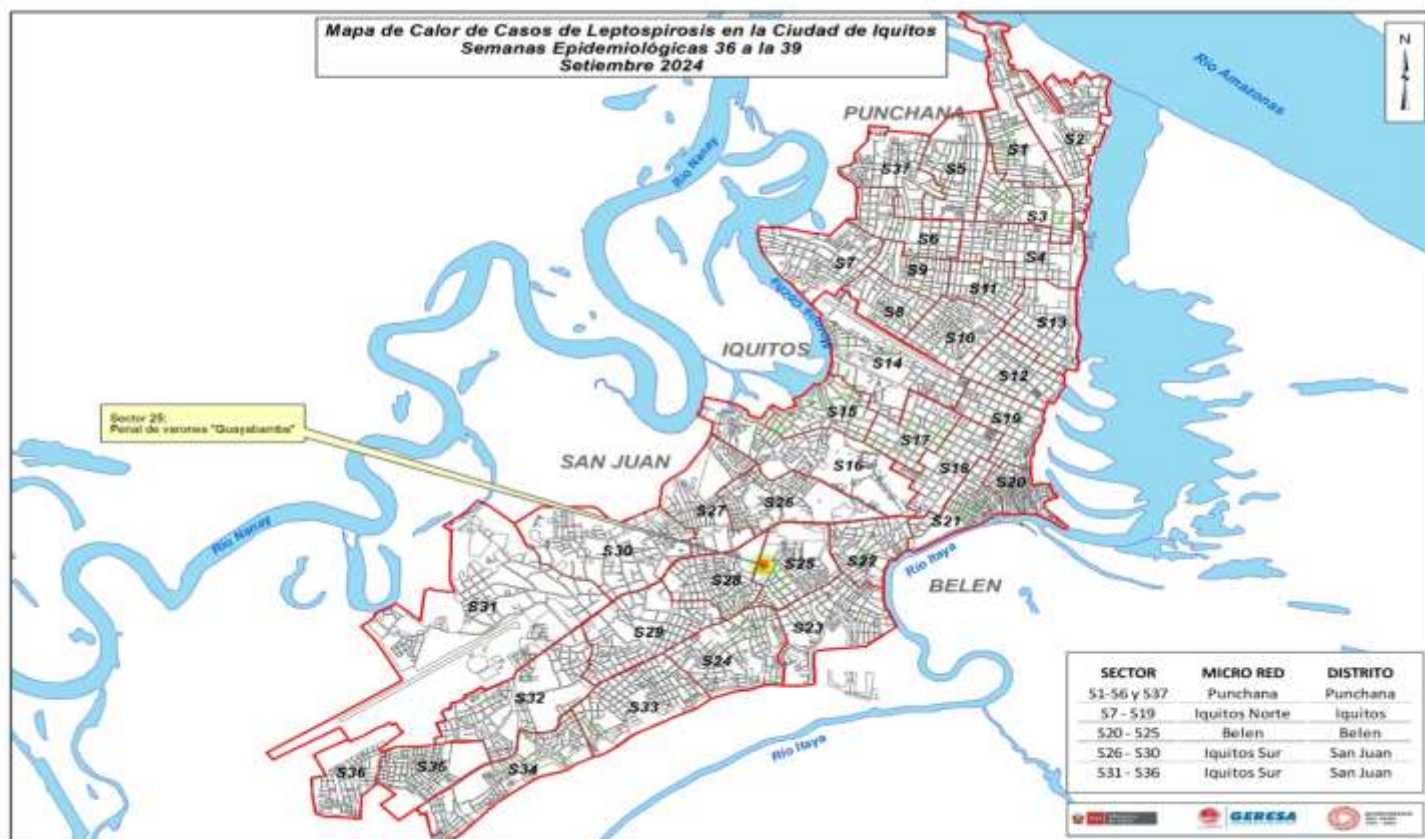 Mapa de Calor de Casos de Leptospirosis en la Ciudad de Iquitos
Semanas Epidemiológicas 36 a la 39
Setiembre 2024
N
Rio Amazonas
PUNCHANA
Rio Nanay
S1
S2
S37
S5
S3
S6
S4
S7
S9
S11
S8
S10
S13
IQUITOS
S14
S12
S15
S19
S17
Sector 25:
Penal de varones "Guayabamba"
SAN JUAN
S16
S18
S20
S26
S27
S21
Rio Nanay
S30
S25
S22
Rio Itaya
S28
BELEN
S31
S29
S23
S24
S32
S33
Rio Itaya
S36
S35
S34
SECTOR MICRO RED DISTRITO
S1-S6 y S37 Punchana Punchana
S7 - S19 Iquitos Norte Iquitos
S20 - S25 Belen Belen
S26 - S30 Iquitos Sur San Juan
S31 - S36 Iquitos Sur San Juan
GERESA